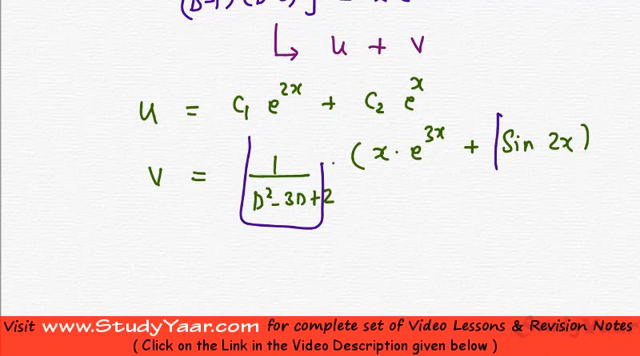 ↳ u + v
u = C₁ e^{2x} + C₂ e^{x}
v = 1/(D² - 3D + 2) · (x · e^{3x} + Sin 2x)
Visit www.StudyYaar.com for complete set of Video Lessons & Revision Notes
( Click on the Link in the Video Description given below )